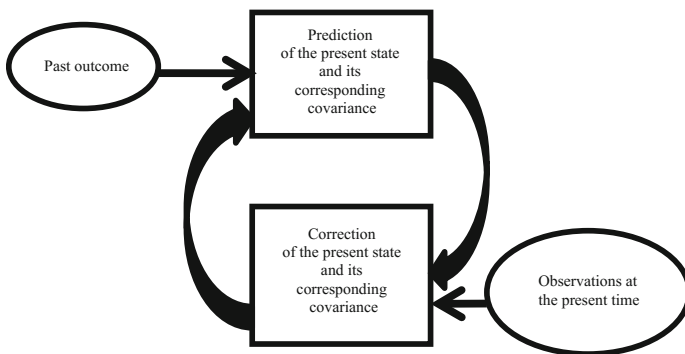 Past outcome
Prediction
of the present state
and its
corresponding
covariance
Correction
of the present state
and its
corresponding
covariance
Observations at
the present time